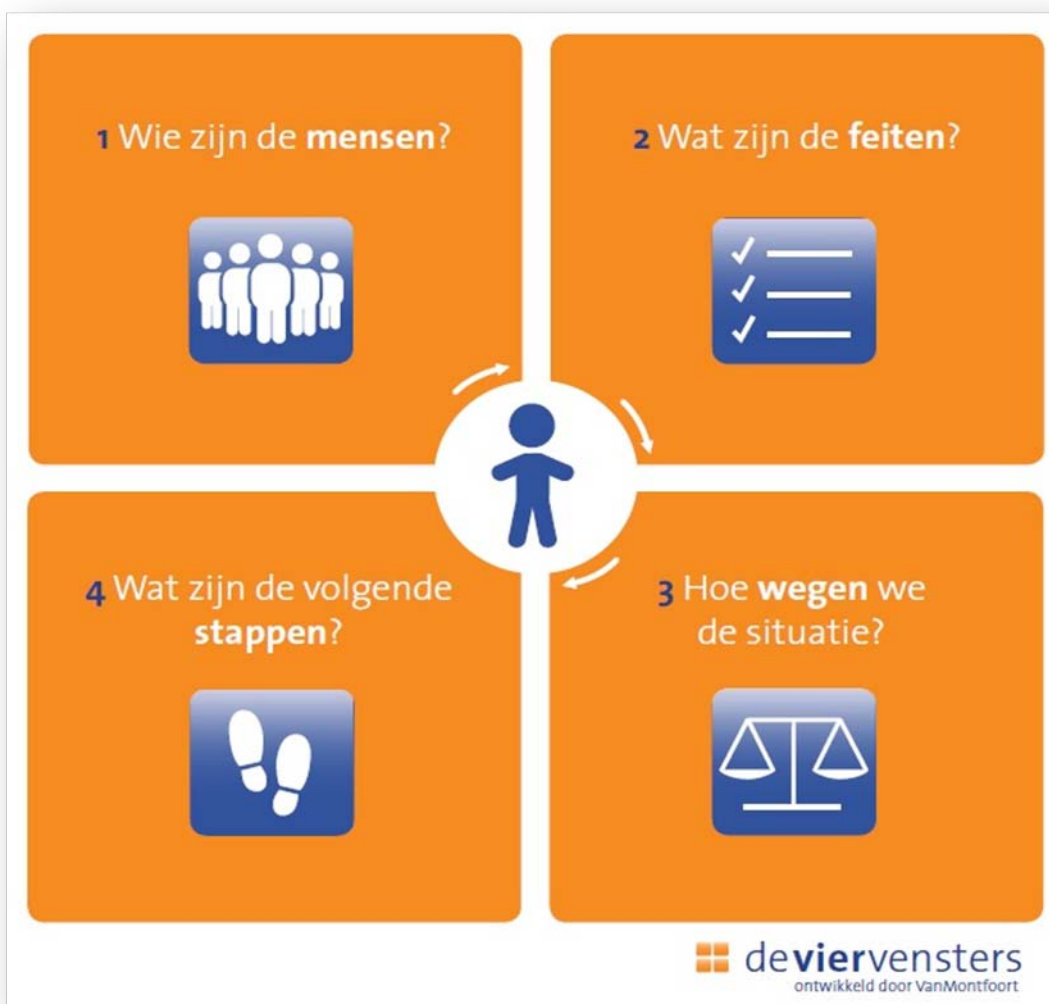 1 Wie zijn de mensen?
2 Wat zijn de feiten?
3 Hoe wegen we
de situatie?
4 Wat zijn de volgende
stappen?
deviervensters
ontwikkeld door VanMontfoort